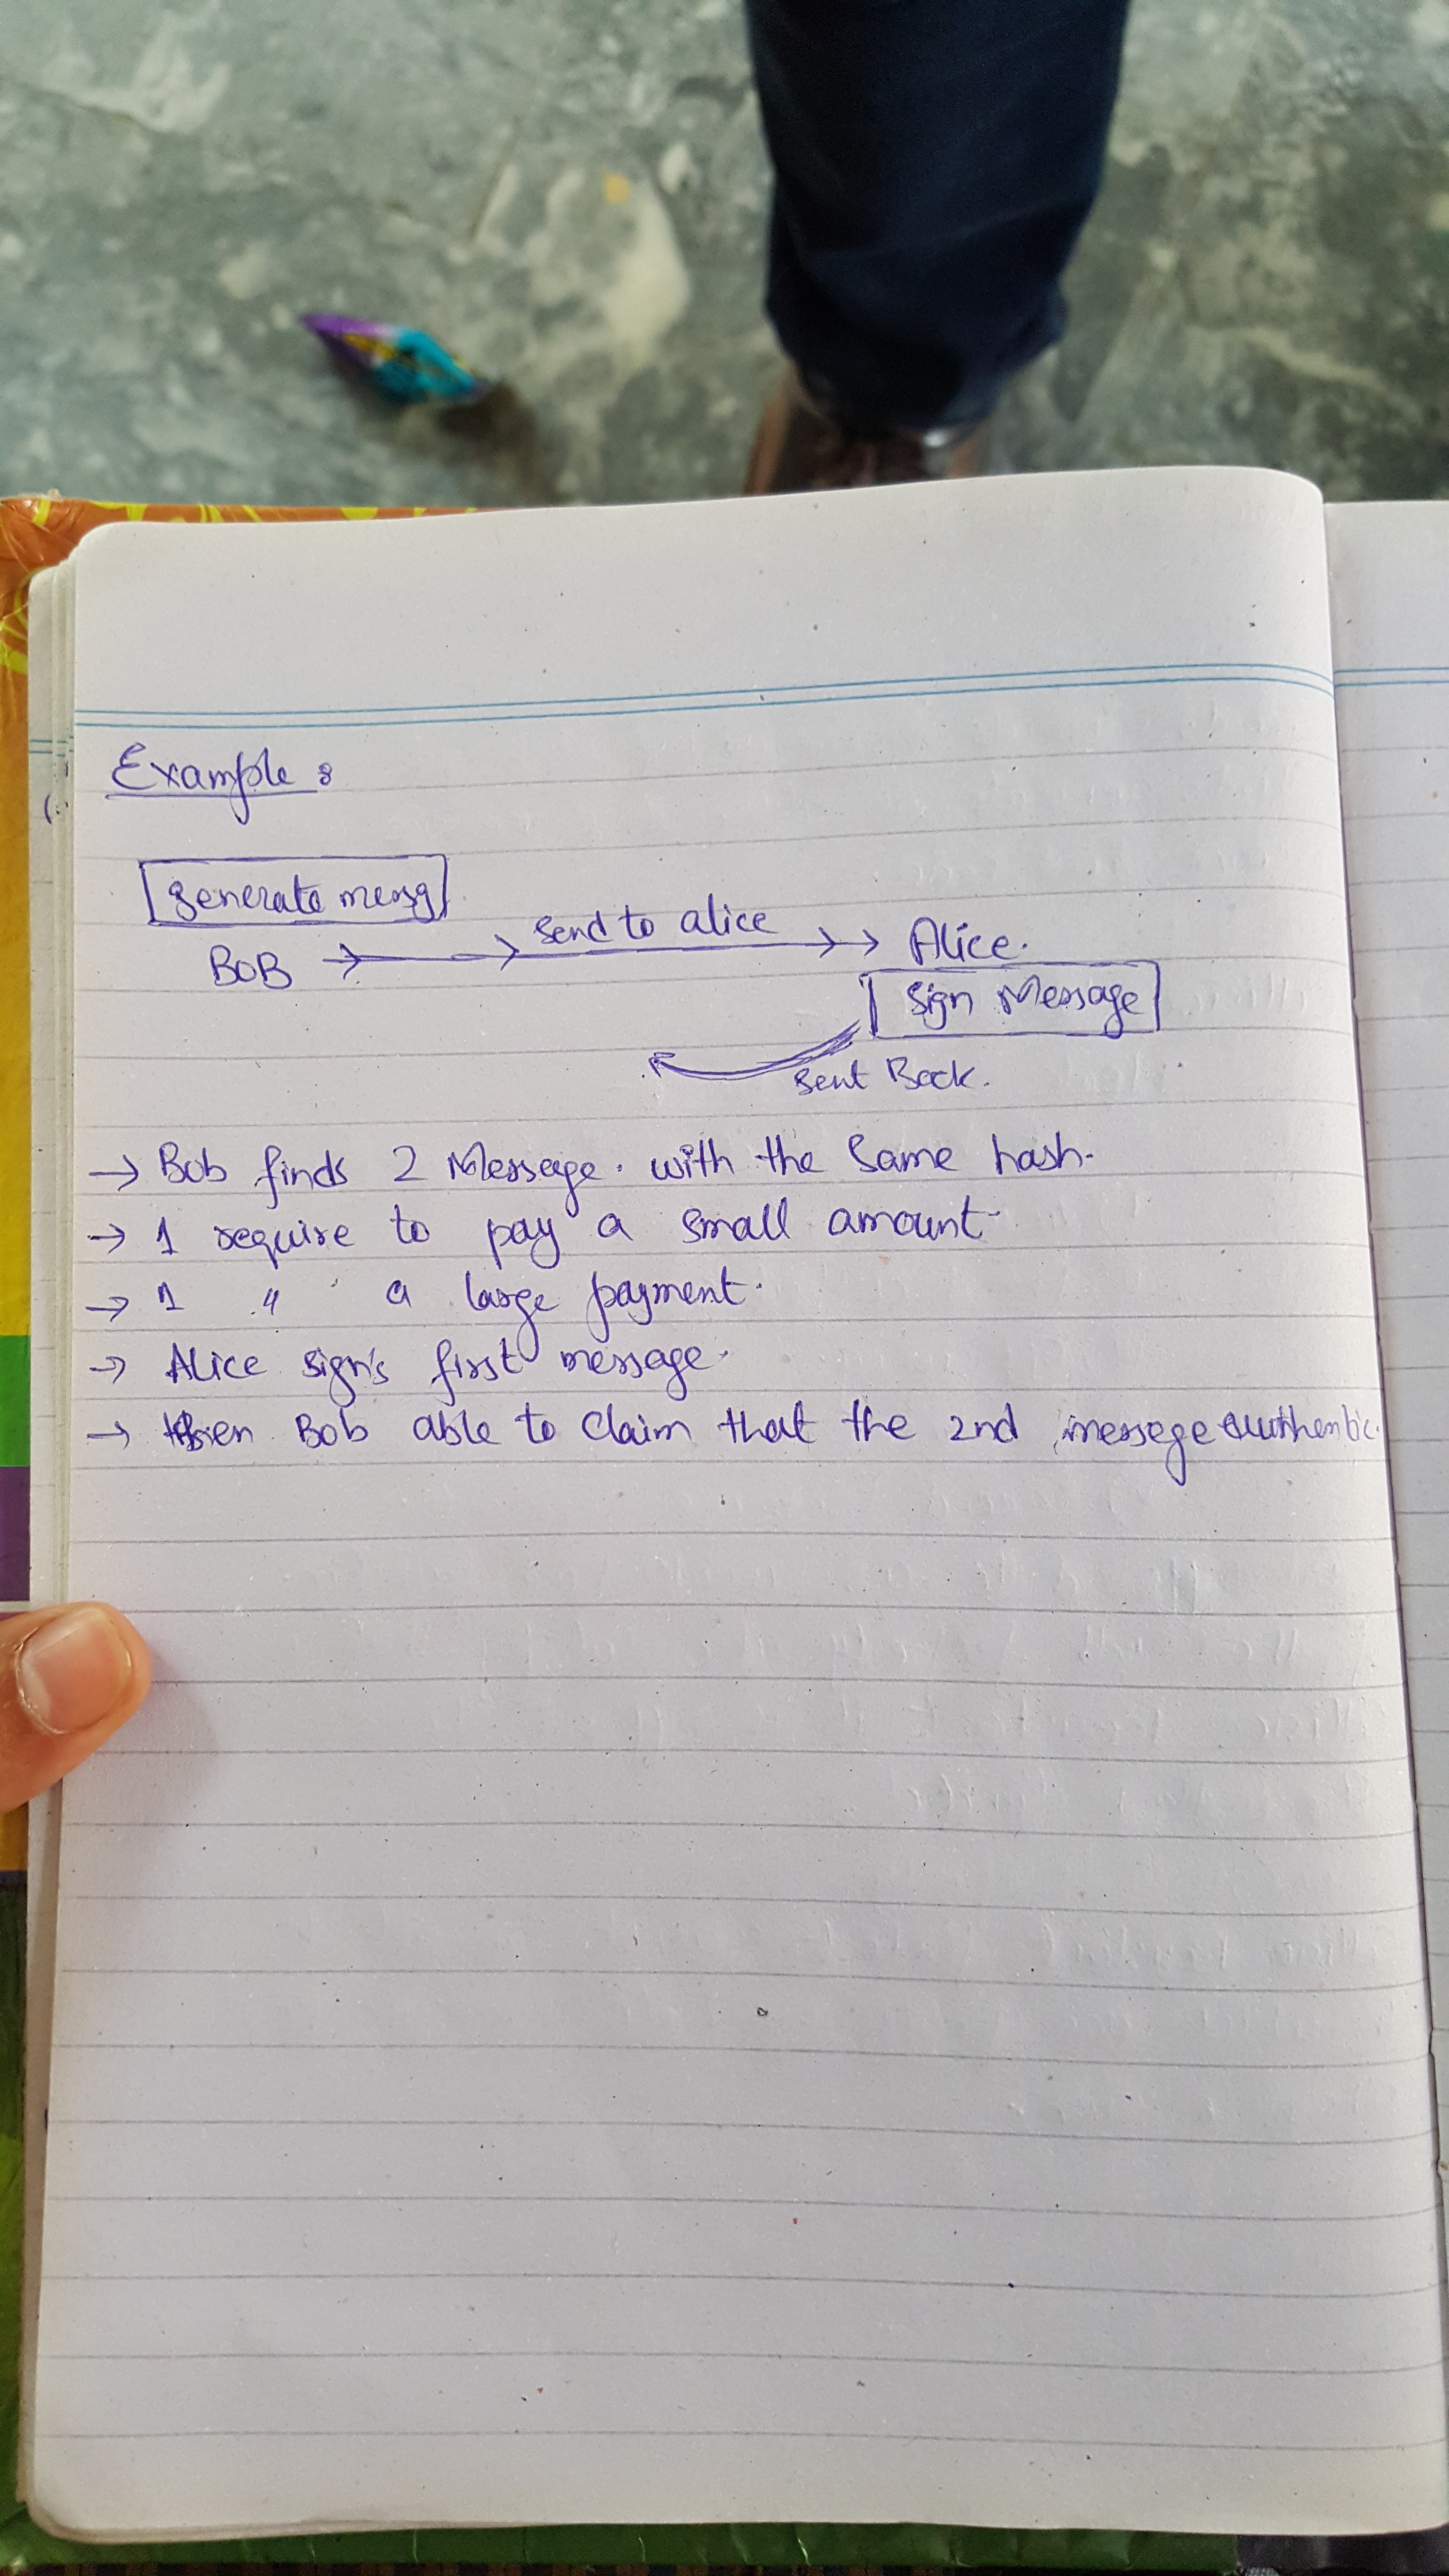 Example :
generate mersg
BOB send to alice Alice.
Sign Message
Sent Back.
→ Bob finds 2 Message. with the Same hash.
→ 1 require to pay a small amount
→ 1 〃 a large payment.
→ Alice sign's first message.
→ then Bob able to Claim that the 2nd messege authentic.